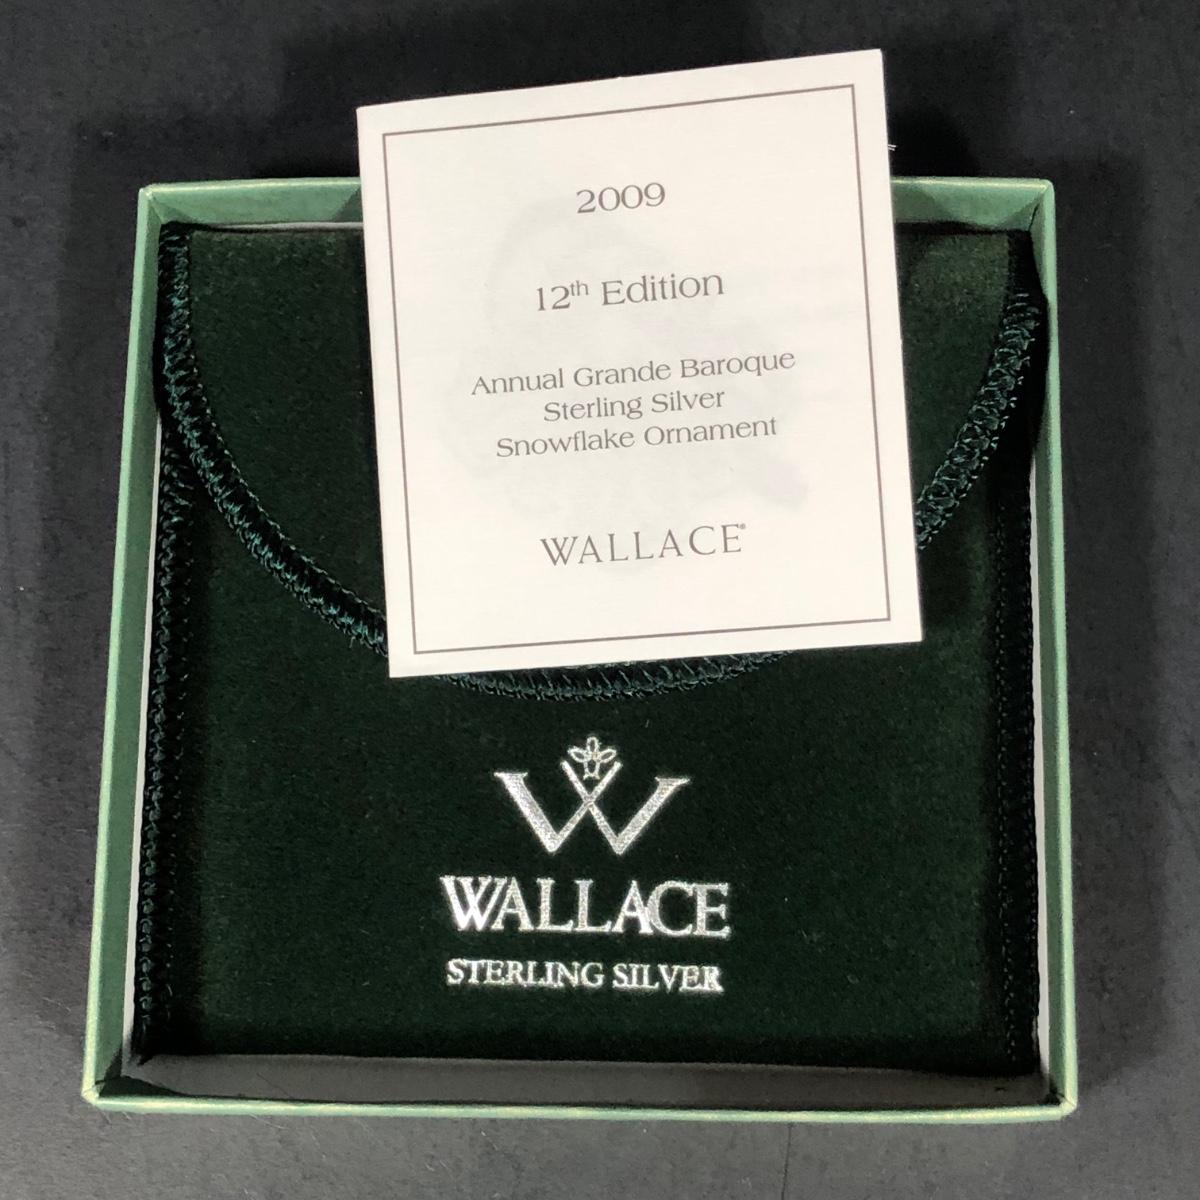 2009
12th Edition
Annual Grande Baroque
Sterling Silver
Snowflake Ornament
WALLACE®
W
WALLACE
STERLING SILVER